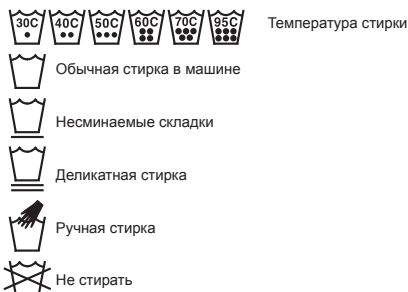 30C 40C 50C 60C 70C 95C Температура стирки
Обычная стирка в машине
Несминаемые складки
Деликатная стирка
Ручная стирка
Не стирать